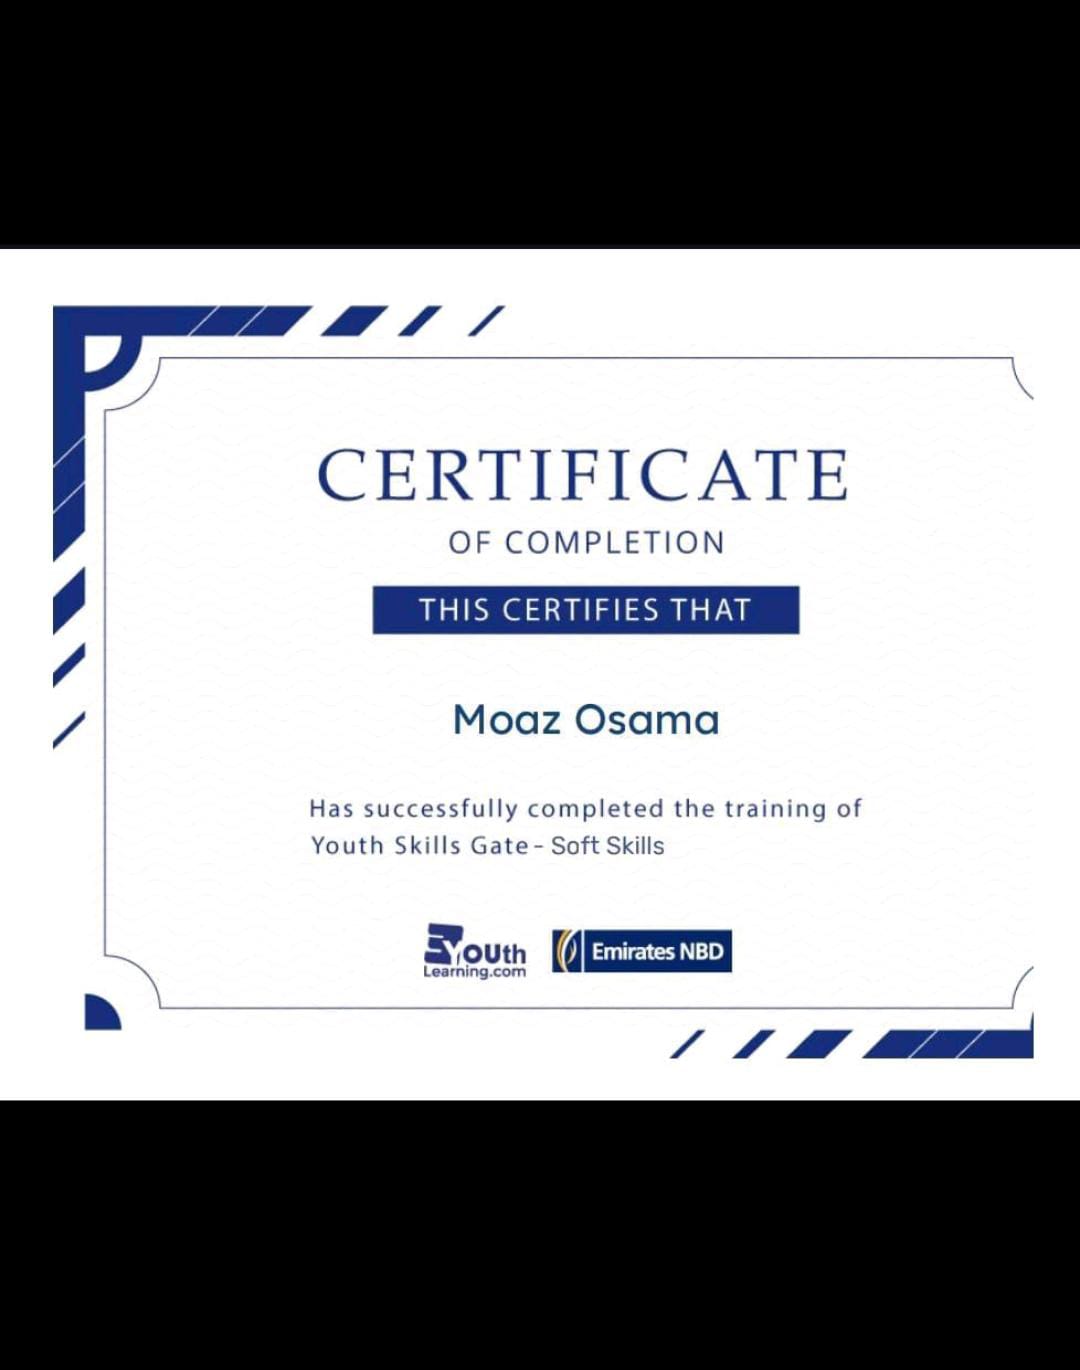 CERTIFICATE
OF COMPLETION
THIS CERTIFIES THAT
Moaz Osama
Has successfully completed the training of
Youth Skills Gate - Soft Skills
EYouth
Learning.com
Emirates NBD